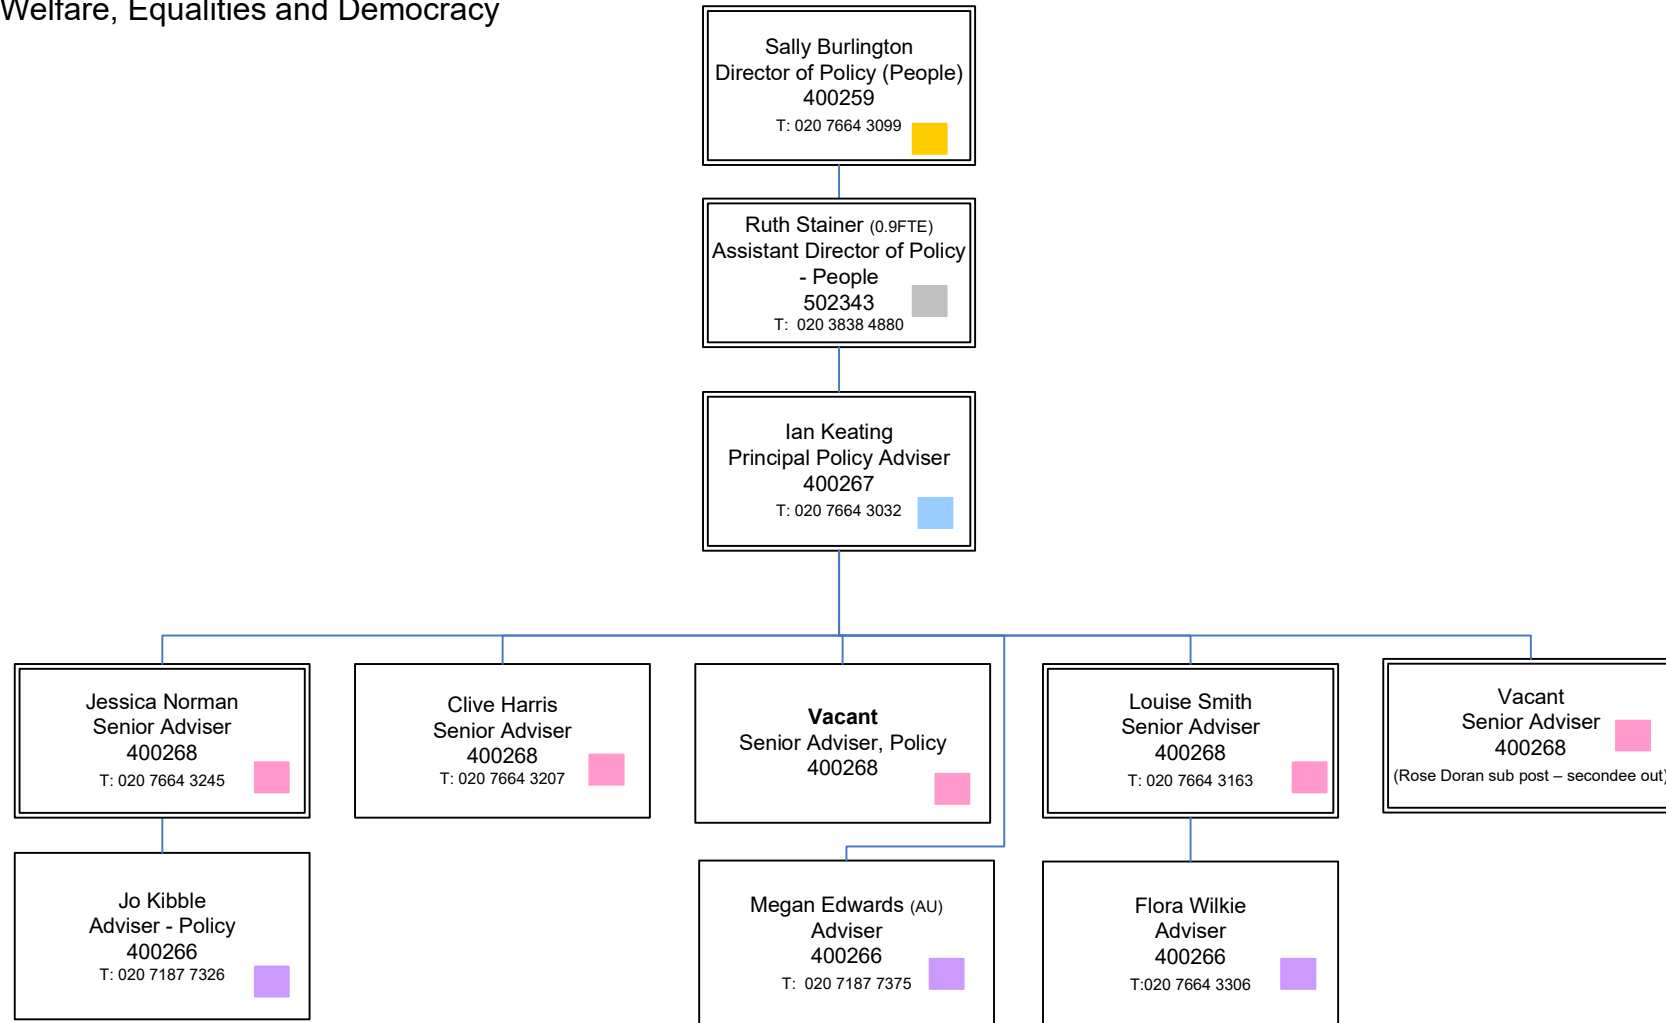 Welfare, Equalities and Democracy
Sally Burlington
Director of Policy (People)
400259
T: 020 7664 3099
Ruth Stainer (0.9FTE)
Assistant Director of Policy
- People
502343
T:  020 3838 4880
Ian Keating
Principal Policy Adviser
400267
T: 020 7664 3032
Jessica Norman
Senior Adviser
400268
T: 020 7664 3245
Clive Harris
Senior Adviser
400268
T: 020 7664 3207
Vacant
Senior Adviser, Policy
400268
Louise Smith
Senior Adviser
400268
T: 020 7664 3163
Vacant
Senior Adviser
400268
(Rose Doran sub post – secondee out)
Jo Kibble
Adviser - Policy
400266
T: 020 7187 7326
Megan Edwards (AU)
Adviser
400266
T:  020 7187 7375
Flora Wilkie
Adviser
400266
T:020 7664 3306